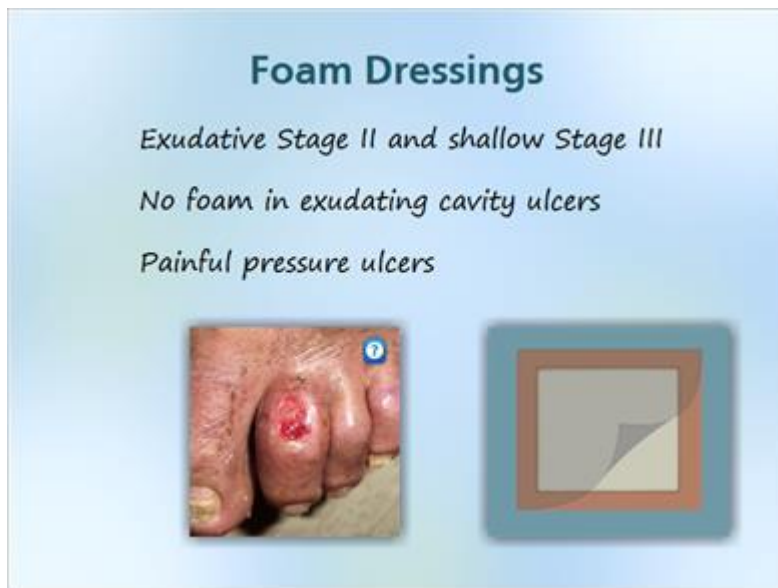 Foam Dressings
Exudative Stage II and shallow Stage III
No foam in exudating cavity ulcers
Painful pressure ulcers
?